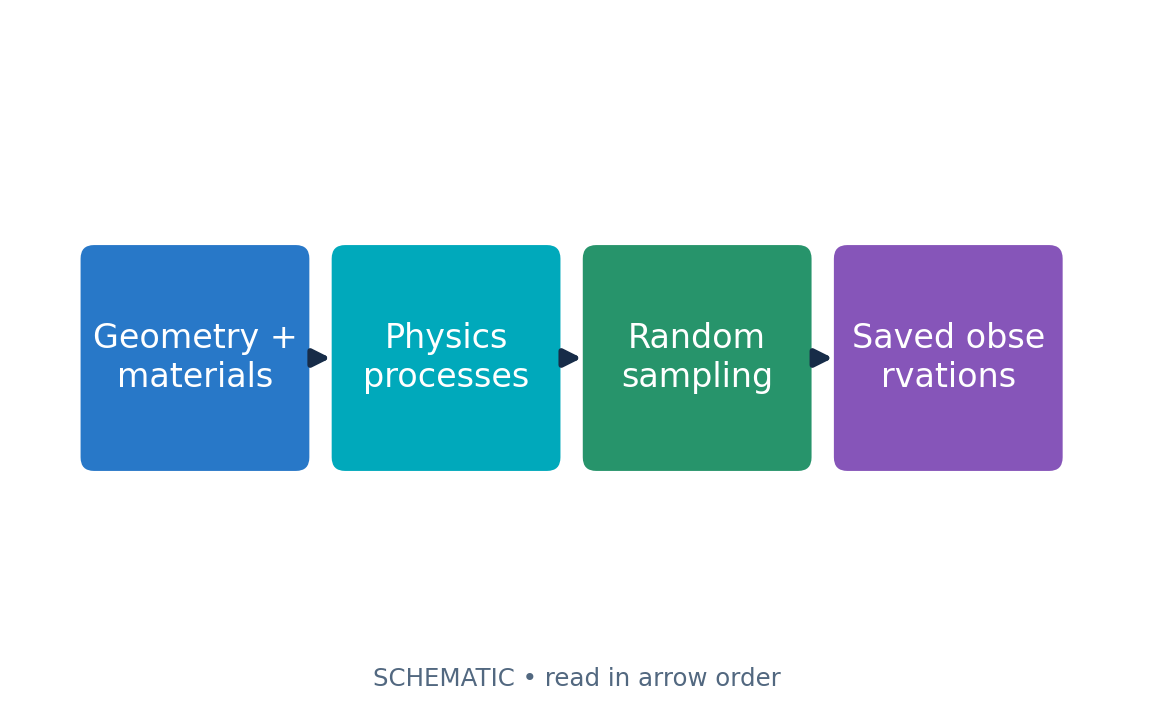 Geometry +
materials
Physics
processes
Random
sampling
Saved obse
rvations
SCHEMATIC • read in arrow order